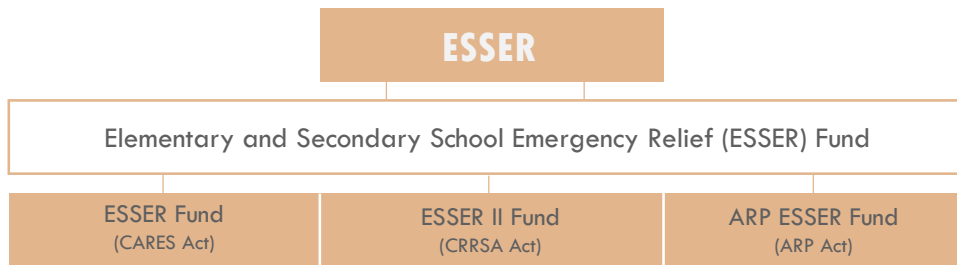 ESSER
Elementary and Secondary School Emergency Relief (ESSER) Fund
ESSER Fund
(CARES Act)
ESSER II Fund
(CRRSA Act)
ARP ESSER Fund
(ARP Act)